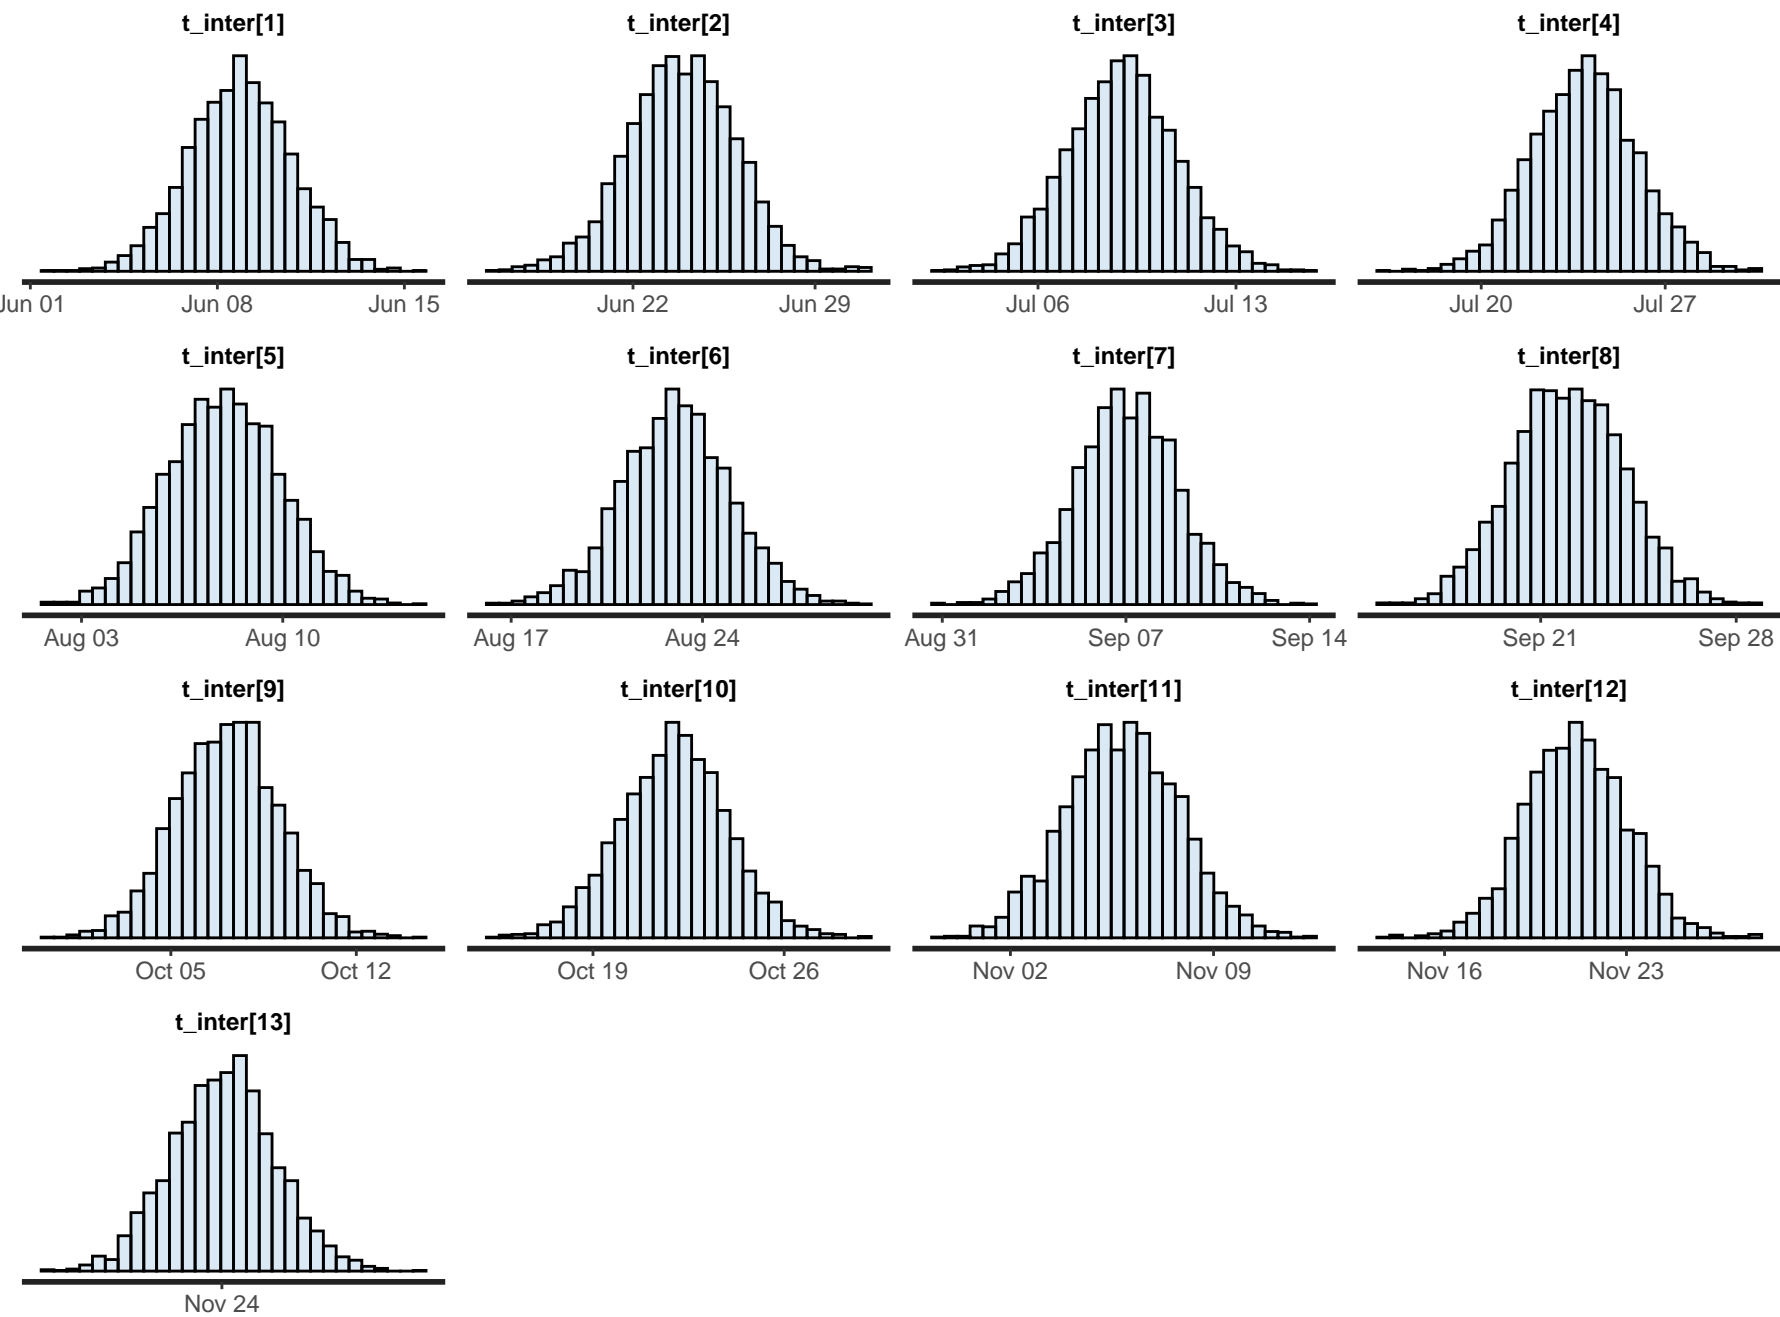 t_inter[1] t_inter[2] t_inter[3] t_inter[4]
Jun 01 Jun 08 Jun 15 Jun 22 Jun 29 Jul 06 Jul 13 Jul 20 Jul 27
t_inter[5] t_inter[6] t_inter[7] t_inter[8]
Aug 03 Aug 10 Aug 17 Aug 24 Aug 31 Sep 07 Sep 14 Sep 21 Sep 28
t_inter[9] t_inter[10] t_inter[11] t_inter[12]
Oct 05 Oct 12 Oct 19 Oct 26 Nov 02 Nov 09 Nov 16 Nov 23
t_inter[13]
Nov 24